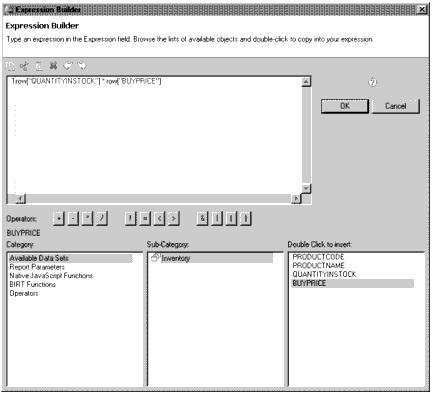 Expression Builder
Expression Builder
Type an expression in the Expression field. Browse the lists of available objects and double-click to copy into your expression.
1row["QUANTITYINSTOCK"] * row["BUYPRICE"]
OK Cancel
Operators: + - * / ! = < > & | ( )
BUYPRICE
Category: Sub-Category: Double Click to insert:
Available Data Sets
Report Parameters
Native JavaScript Functions
BIRT Functions
Operators
Inventory
PRODUCTCODE
PRODUCTNAME
QUANTITYINSTOCK
BUYPRICE